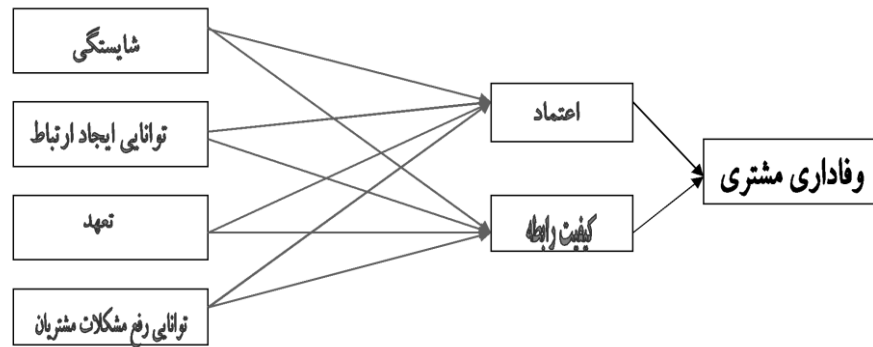 شایستگی
توانایی ایجاد ارتباط
تعهد
توانایی رفع مشکلات مشتریان
اعتماد
کیفیت رابطه
وفاداری مشتری